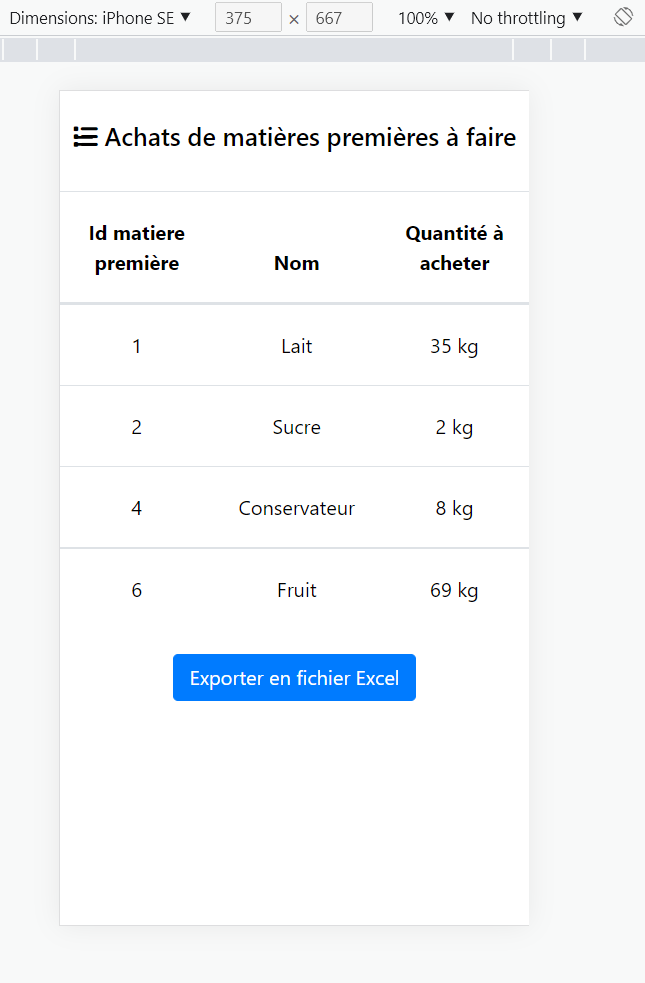 Dimensions: iPhone SE ▼ 375 × 667 100% ▼ No throttling ▼
Achats de matières premières à faire
Id matiere première Nom Quantité à acheter
1 Lait 35 kg
2 Sucre 2 kg
4 Conservateur 8 kg
6 Fruit 69 kg
Exporter en fichier Excel